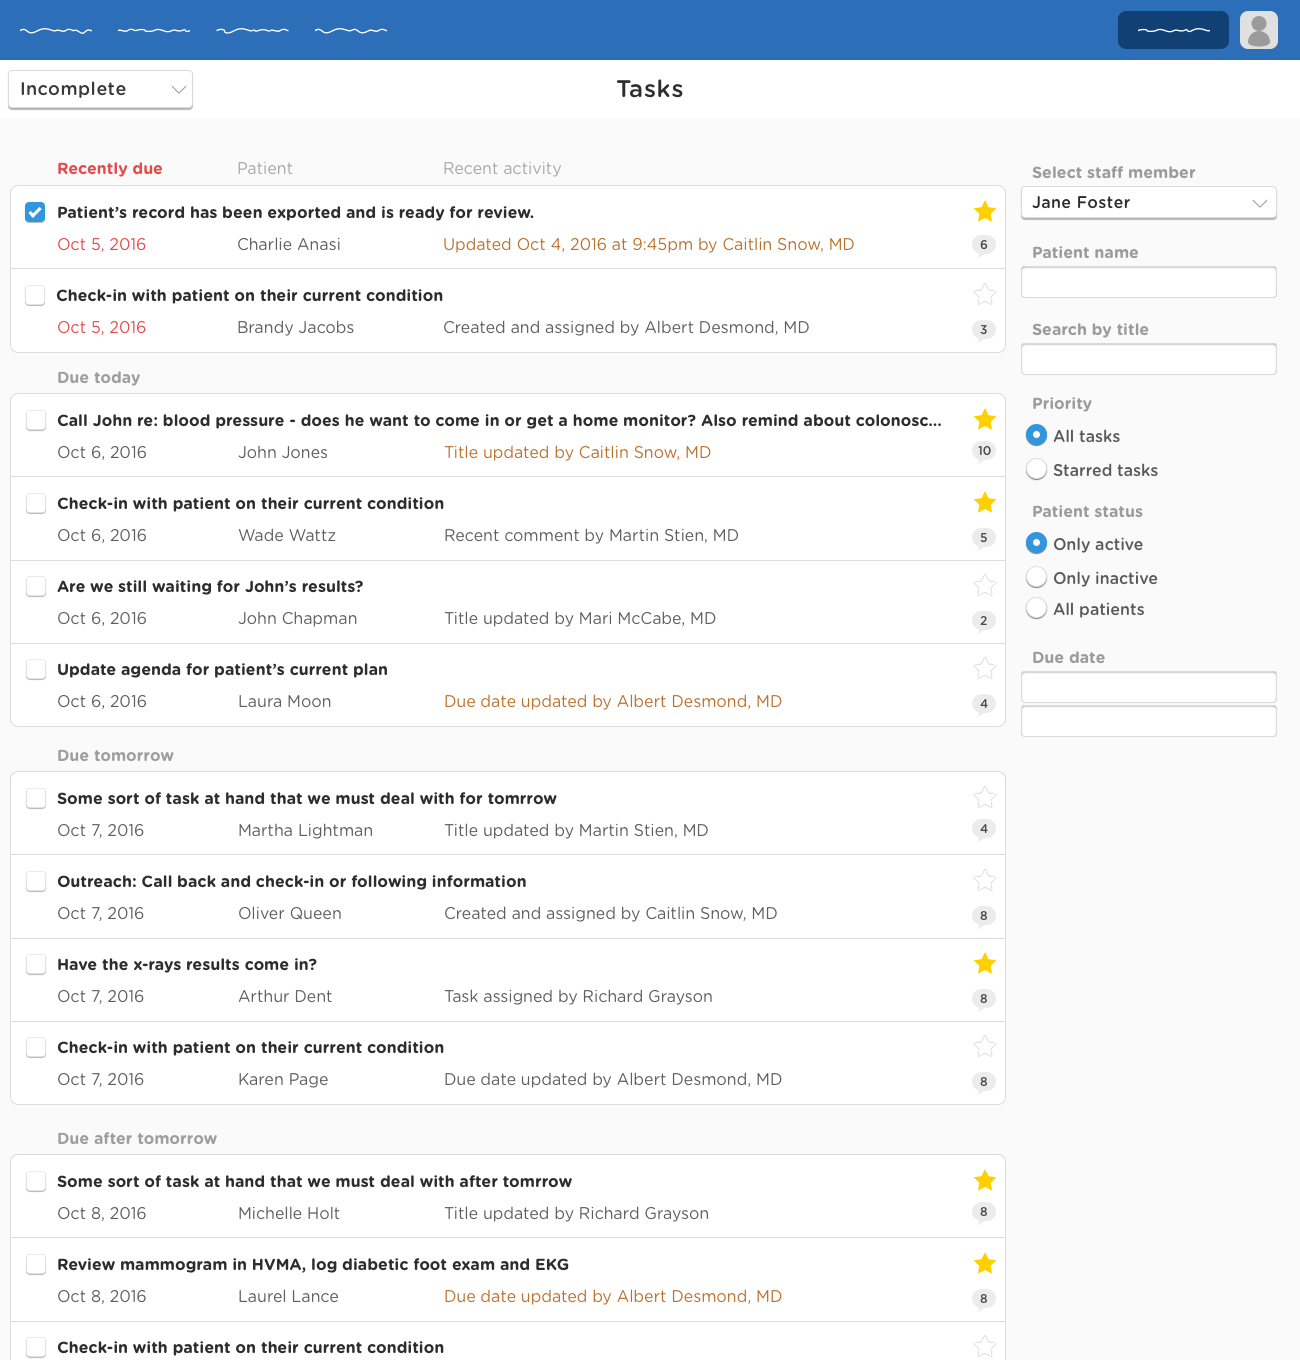 Incomplete
Tasks
Recently due Patient Recent activity
Patient’s record has been exported and is ready for review.
Oct 5, 2016 Charlie Anasi Updated Oct 4, 2016 at 9:45pm by Caitlin Snow, MD 6
Check-in with patient on their current condition
Oct 5, 2016 Brandy Jacobs Created and assigned by Albert Desmond, MD 3
Due today
Call John re: blood pressure - does he want to come in or get a home monitor? Also remind about colonosc...
Oct 6, 2016 John Jones Title updated by Caitlin Snow, MD 10
Check-in with patient on their current condition
Oct 6, 2016 Wade Wattz Recent comment by Martin Stien, MD 5
Are we still waiting for John’s results?
Oct 6, 2016 John Chapman Title updated by Mari McCabe, MD 2
Update agenda for patient’s current plan
Oct 6, 2016 Laura Moon Due date updated by Albert Desmond, MD 4
Due tomorrow
Some sort of task at hand that we must deal with for tomrrow
Oct 7, 2016 Martha Lightman Title updated by Martin Stien, MD 4
Outreach: Call back and check-in or following information
Oct 7, 2016 Oliver Queen Created and assigned by Caitlin Snow, MD 8
Have the x-rays results come in?
Oct 7, 2016 Arthur Dent Task assigned by Richard Grayson 8
Check-in with patient on their current condition
Oct 7, 2016 Karen Page Due date updated by Albert Desmond, MD 8
Due after tomorrow
Some sort of task at hand that we must deal with after tomrrow
Oct 8, 2016 Michelle Holt Title updated by Richard Grayson 8
Review mammogram in HVMA, log diabetic foot exam and EKG
Oct 8, 2016 Laurel Lance Due date updated by Albert Desmond, MD 8
Check-in with patient on their current condition
Select staff member
Jane Foster
Patient name
Search by title
Priority
All tasks
Starred tasks
Patient status
Only active
Only inactive
All patients
Due date